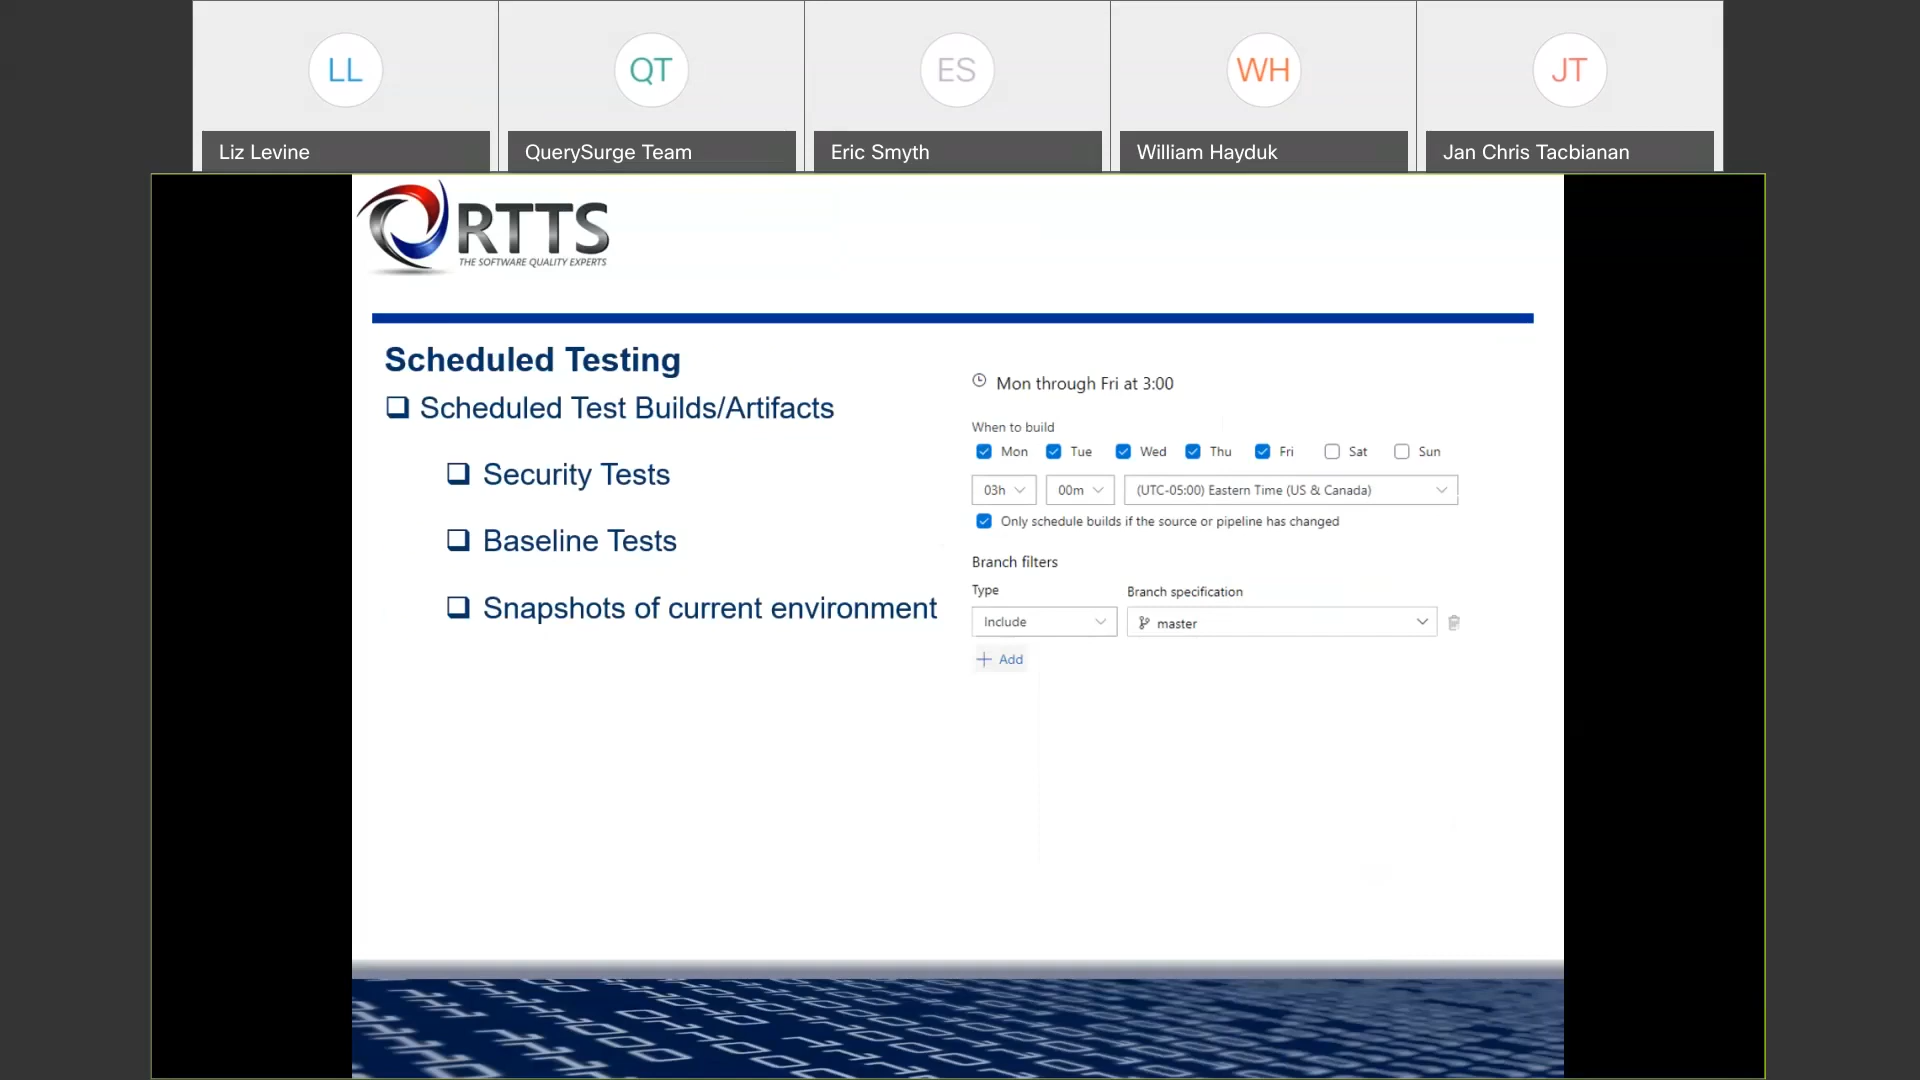 LL
QT
ES
WH
JT
Liz Levine
QuerySurge Team
Eric Smyth
William Hayduk
Jan Chris Tacbianan
RTTS
THE SOFTWARE QUALITY EXPERTS
Scheduled Testing
Scheduled Test Builds/Artifacts
Security Tests
Baseline Tests
Snapshots of current environment
Mon through Fri at 3:00
When to build
Mon Tue Wed Thu Fri Sat Sun
03h 00m (UTC-05:00) Eastern Time (US & Canada)
Only schedule builds if the source or pipeline has changed
Branch filters
Type Branch specification
Include master
+ Add